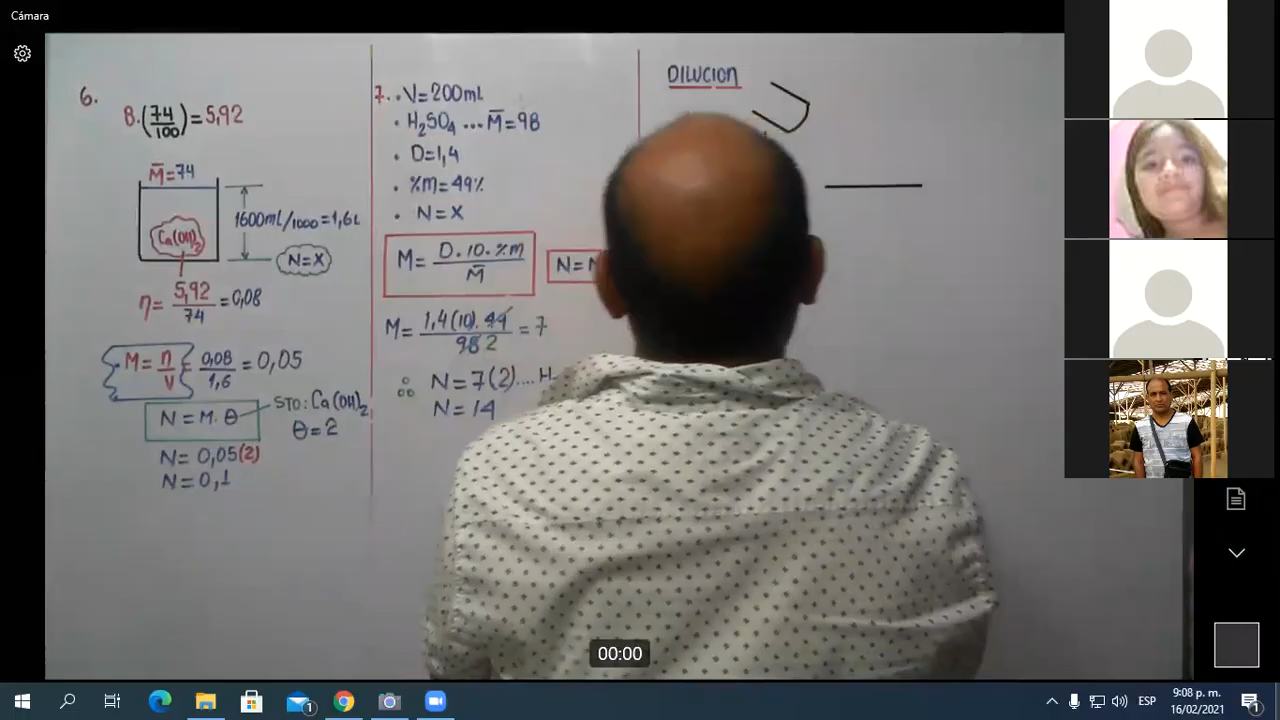 Cámara
6.
8.(74/100)=5,92
M̅=74
Ca(OH)2
1600mL/1000=1,6L
N=X
η=5,92/74=0,08
M=η/V=0,08/1,6=0,05
N=M.θ
STO: Ca(OH)2
θ=2
N=0,05(2)
N=0,1
7. • V=200mL
• H2SO4 ... M̅=98
• D=1,4
• %m=49%
• N=X
M=D.10.%m/M̅
N=
M=1,4(10).49/98 2=7
∴ N=7(2)....H
N=14
DILUCION
00:00
ESP
9:08 p. m.
16/02/2021
1
1